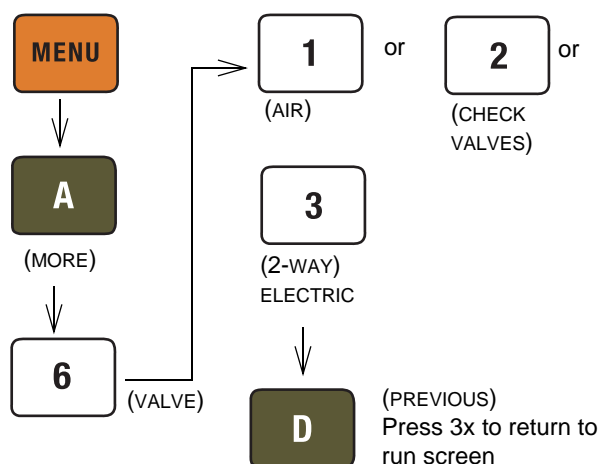 MENU
A
(MORE)
6
(VALVE)
1
(AIR)
or
2
(CHECK
VALVES)
or
3
(2-WAY)
ELECTRIC
D
(PREVIOUS)
Press 3x to return to
run screen